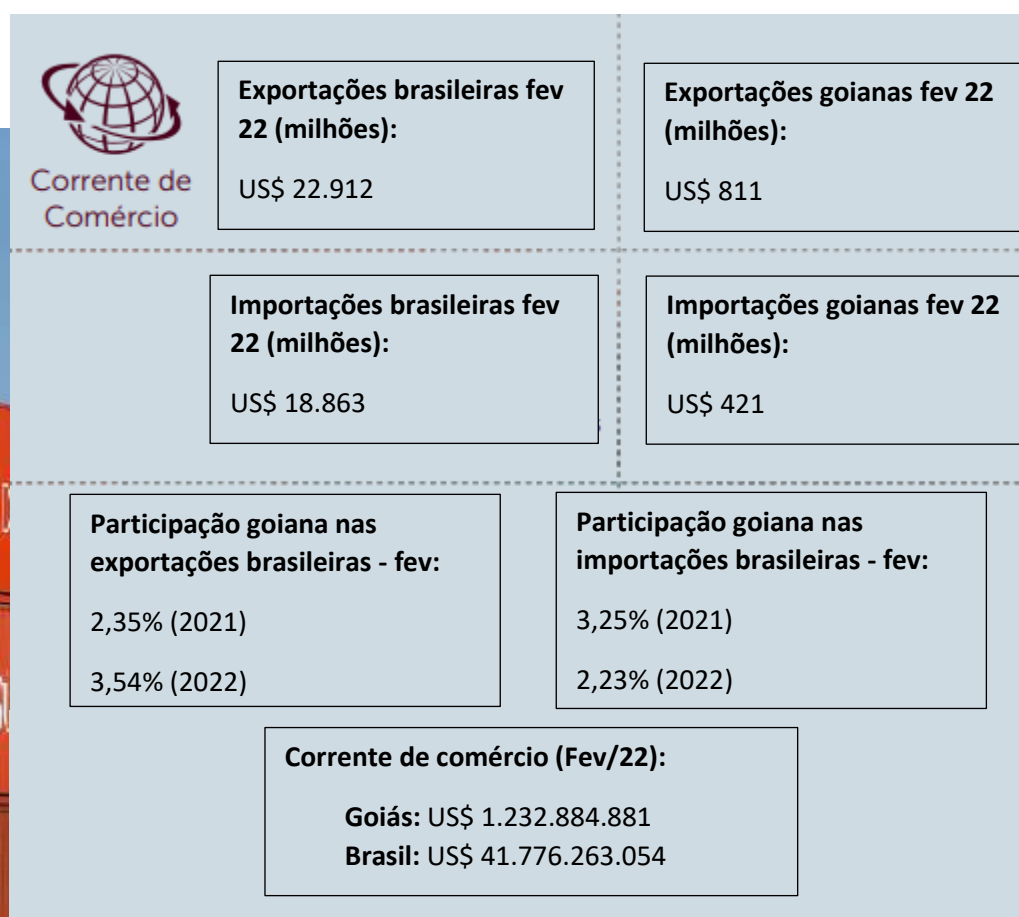 Corrente de
Comércio
Exportações brasileiras fev
22 (milhões):
US$ 22.912
Exportações goianas fev 22
(milhões):
US$ 811
Importações brasileiras fev
22 (milhões):
US$ 18.863
Importações goianas fev 22
(milhões):
US$ 421
Participação goiana nas
exportações brasileiras - fev:
2,35% (2021)
3,54% (2022)
Participação goiana nas
importações brasileiras - fev:
3,25% (2021)
2,23% (2022)
Corrente de comércio (Fev/22):
Goiás: US$ 1.232.884.881
Brasil: US$ 41.776.263.054